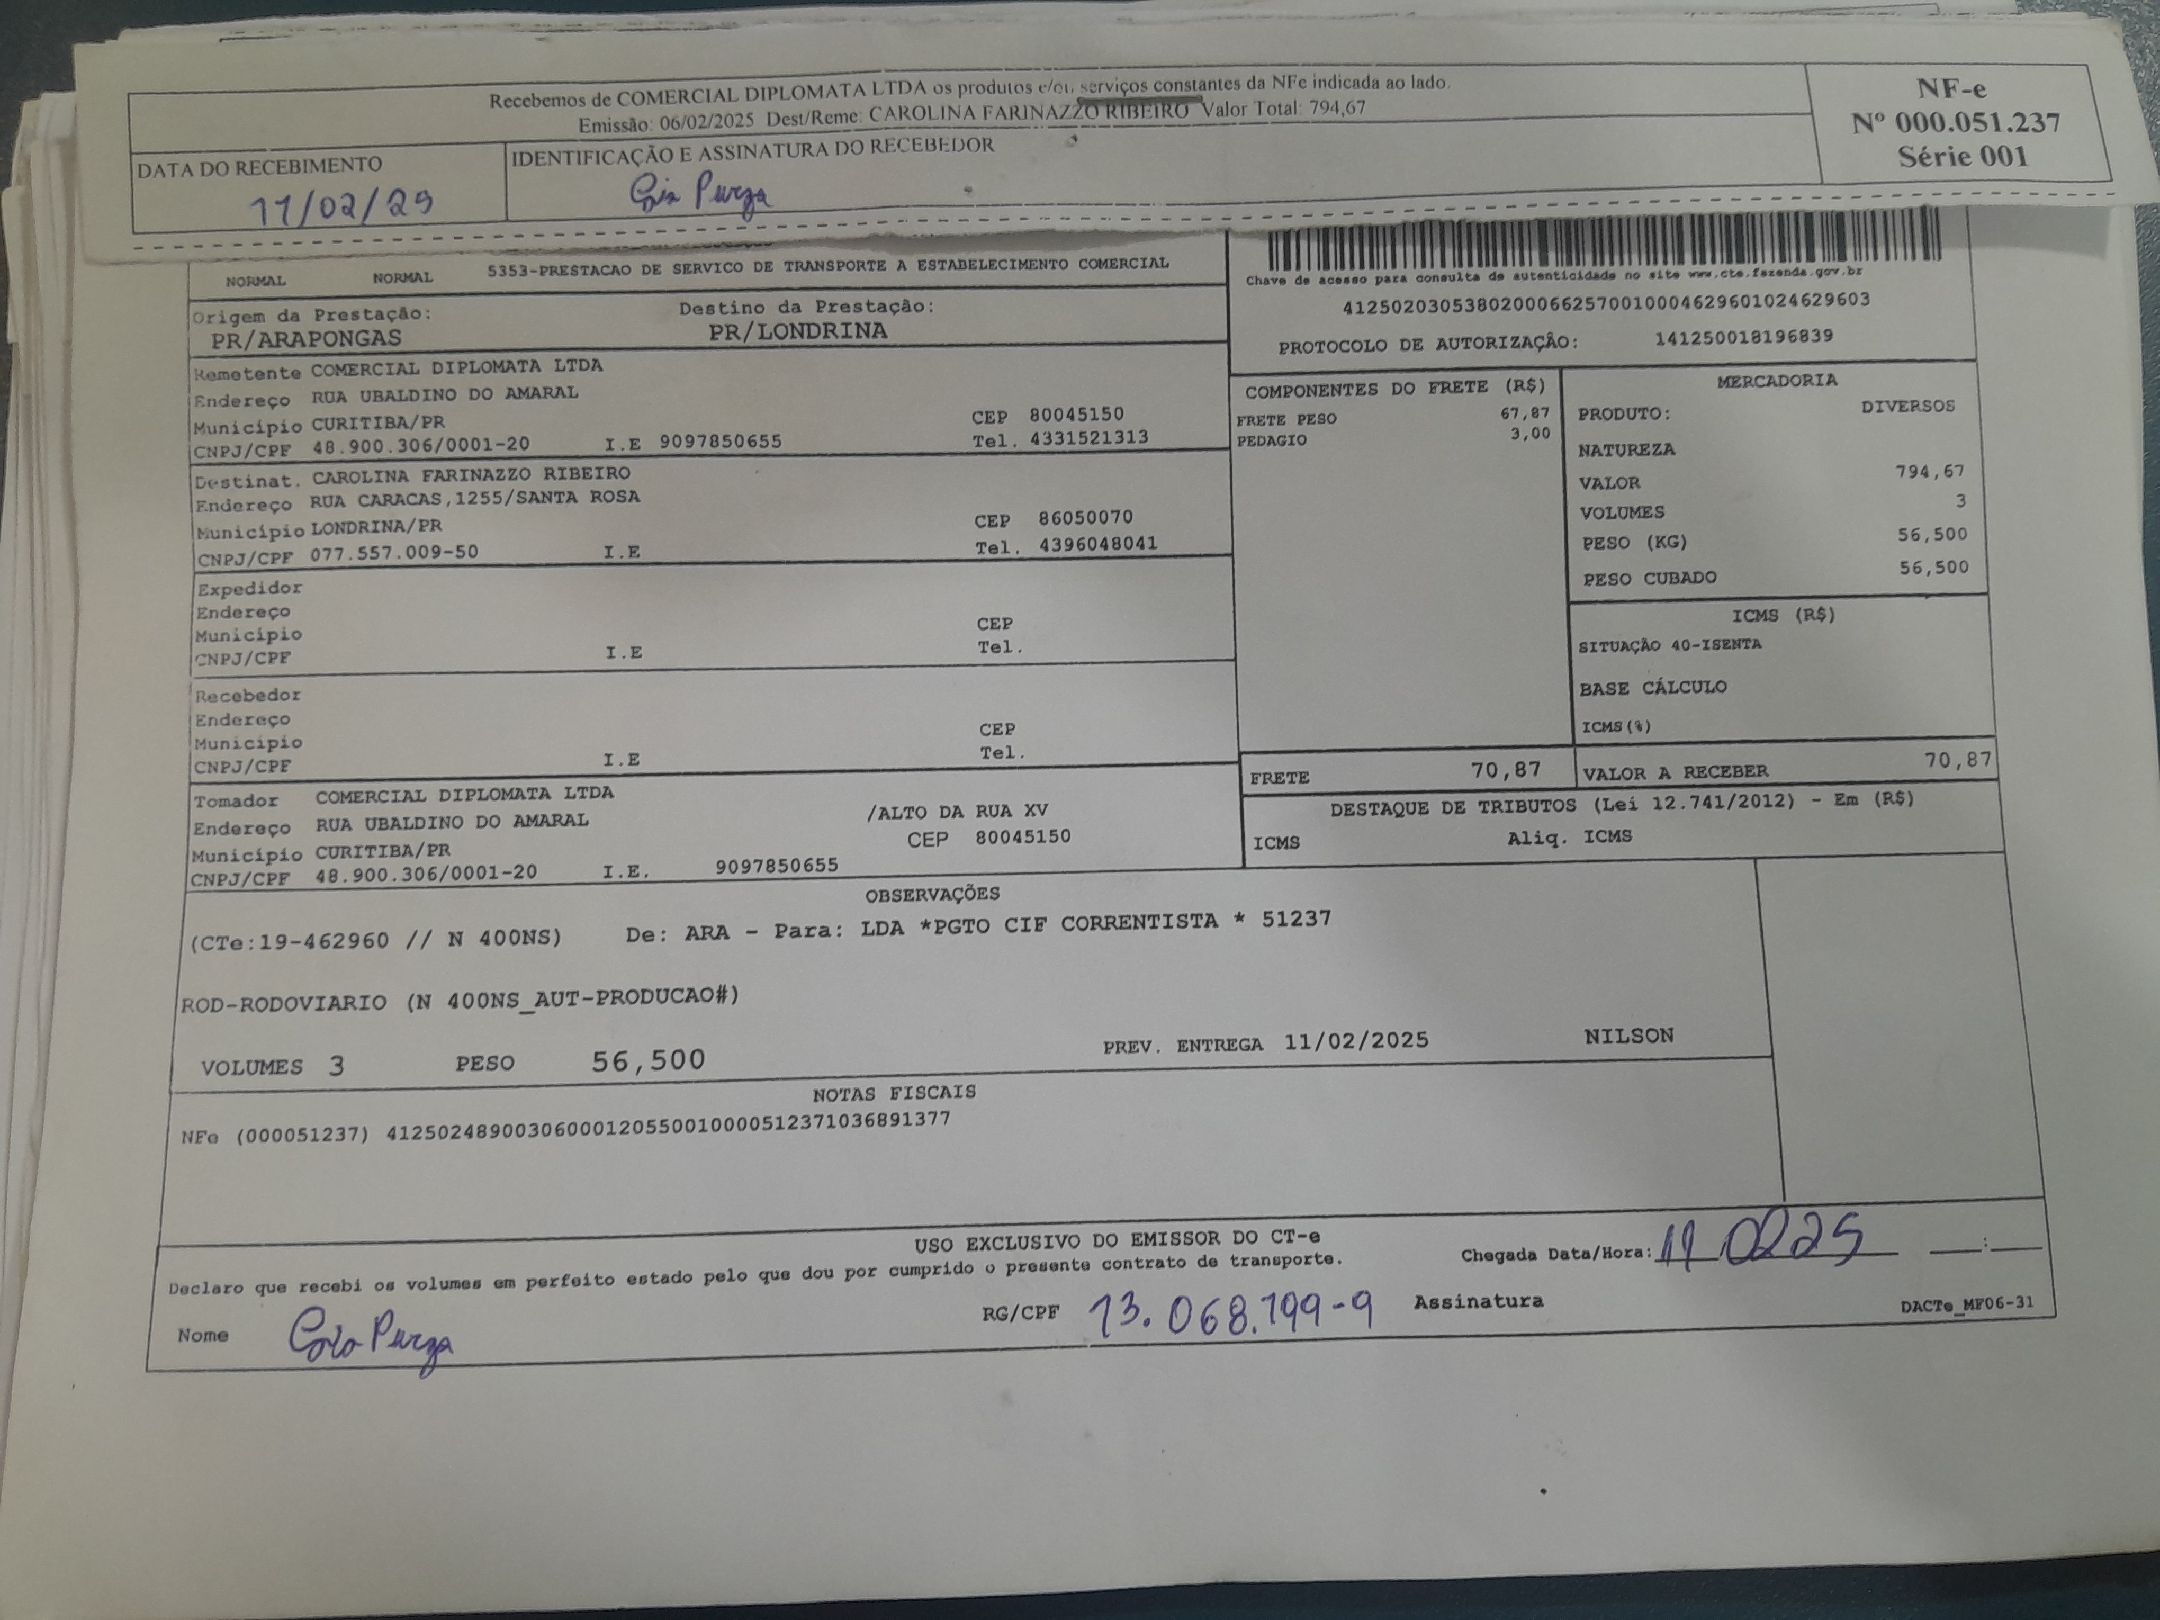 Recebemos de COMERCIAL DIPLOMATA LTDA os produtos e/ou serviços constantes da NFe indicada ao lado.
Emissão: 06/02/2025 Dest/Reme: CAROLINA FARINAZZO RIBEIRO Valor Total: 794,67
NF-e
Nº 000.051.237
Série 001
DATA DO RECEBIMENTO
IDENTIFICAÇÃO E ASSINATURA DO RECEBEDOR
11/02/25
NORMAL NORMAL 5353-PRESTACAO DE SERVICO DE TRANSPORTE A ESTABELECIMENTO COMERCIAL
Origem da Prestação: Destino da Prestação:
PR/ARAPONGAS PR/LONDRINA
Remetente COMERCIAL DIPLOMATA LTDA
Endereço RUA UBALDINO DO AMARAL
Município CURITIBA/PR CEP 80045150
CNPJ/CPF 48.900.306/0001-20 I.E 9097850655 Tel. 4331521313
Destinat. CAROLINA FARINAZZO RIBEIRO
Endereço RUA CARACAS,1255/SANTA ROSA
Município LONDRINA/PR CEP 86050070
CNPJ/CPF 077.557.009-50 I.E Tel. 4396048041
Expedidor
Endereço
Município CEP
CNPJ/CPF I.E Tel.
Recebedor
Endereço
Município CEP
CNPJ/CPF I.E Tel.
Tomador COMERCIAL DIPLOMATA LTDA
Endereço RUA UBALDINO DO AMARAL /ALTO DA RUA XV
Município CURITIBA/PR CEP 80045150
CNPJ/CPF 48.900.306/0001-20 I.E. 9097850655
Chave de acesso para consulta de autenticidade no site www.cte.fazenda.gov.br
41250203053802000662570010004629601024629603
PROTOCOLO DE AUTORIZAÇÃO: 141250018196839
COMPONENTES DO FRETE (R$)
FRETE PESO 67,87
PEDAGIO 3,00
MERCADORIA
PRODUTO: DIVERSOS
NATUREZA
VALOR 794,67
VOLUMES 3
PESO (KG) 56,500
PESO CUBADO 56,500
ICMS (R$)
SITUAÇÃO 40-ISENTA
BASE CÁLCULO
ICMS(%)
FRETE 70,87 VALOR A RECEBER 70,87
DESTAQUE DE TRIBUTOS (Lei 12.741/2012) - Em (R$)
ICMS Aliq. ICMS
OBSERVAÇÕES
(CTe:19-462960 // N 400NS) De: ARA - Para: LDA *PGTO CIF CORRENTISTA * 51237
ROD-RODOVIARIO (N 400NS_AUT-PRODUCAO#)
VOLUMES 3 PESO 56,500 PREV. ENTREGA 11/02/2025 NILSON
NOTAS FISCAIS
NFe (000051237) 41250248900306000120550010000512371036891377
USO EXCLUSIVO DO EMISSOR DO CT-e
Declaro que recebi os volumes em perfeito estado pelo que dou por cumprido o presente contrato de transporte.
Chegada Data/Hora: 11 02 25 :
Nome RG/CPF 13.068.199-9 Assinatura
DACTe_MF06-31